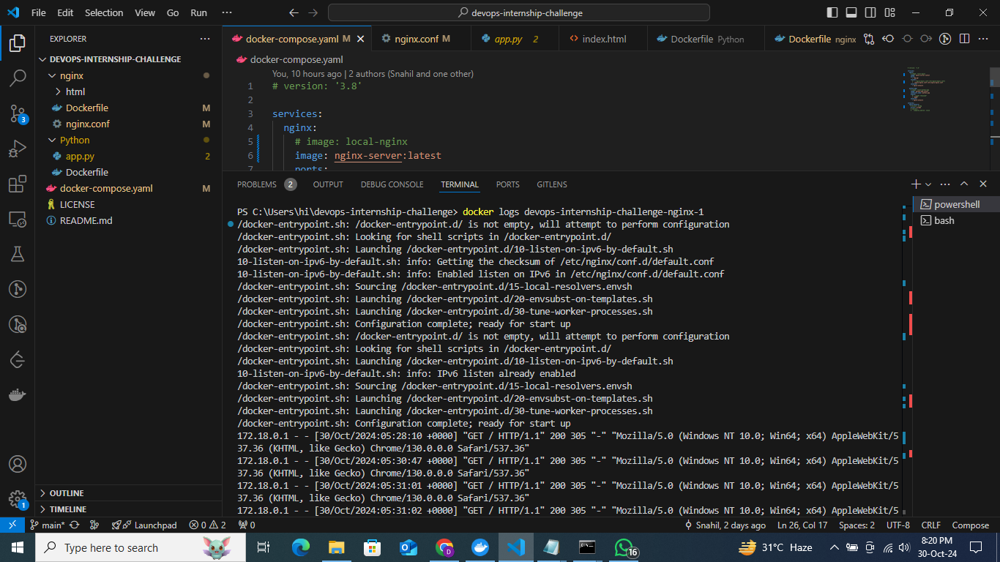 File Edit Selection View Go Run ···
devops-internship-challenge
EXPLORER
DEVOPS-INTERNSHIP-CHALLENGE
nginx
html
Dockerfile M
nginx.conf M
Python
app.py 2
Dockerfile
docker-compose.yaml M
LICENSE
README.md
OUTLINE
TIMELINE
3
1
docker-compose.yaml M
nginx.conf M
app.py 2
index.html
Dockerfile Python
Dockerfile nginx
docker-compose.yaml
You, 10 hours ago | 2 authors (Snahil and one other)
1 # version: '3.8'
2
3 services:
4 nginx:
5 # image: local-nginx
6 image: nginx-server:latest
7 ports:
PROBLEMS 2 OUTPUT DEBUG CONSOLE TERMINAL PORTS GITLENS
powershell
bash
PS C:\Users\hi\devops-internship-challenge> docker logs devops-internship-challenge-nginx-1
/docker-entrypoint.sh: /docker-entrypoint.d/ is not empty, will attempt to perform configuration
/docker-entrypoint.sh: Looking for shell scripts in /docker-entrypoint.d/
/docker-entrypoint.sh: Launching /docker-entrypoint.d/10-listen-on-ipv6-by-default.sh
10-listen-on-ipv6-by-default.sh: info: Getting the checksum of /etc/nginx/conf.d/default.conf
10-listen-on-ipv6-by-default.sh: info: Enabled listen on IPv6 in /etc/nginx/conf.d/default.conf
/docker-entrypoint.sh: Sourcing /docker-entrypoint.d/15-local-resolvers.envsh
/docker-entrypoint.sh: Launching /docker-entrypoint.d/20-envsubst-on-templates.sh
/docker-entrypoint.sh: Launching /docker-entrypoint.d/30-tune-worker-processes.sh
/docker-entrypoint.sh: Configuration complete; ready for start up
/docker-entrypoint.sh: /docker-entrypoint.d/ is not empty, will attempt to perform configuration
/docker-entrypoint.sh: Looking for shell scripts in /docker-entrypoint.d/
/docker-entrypoint.sh: Launching /docker-entrypoint.d/10-listen-on-ipv6-by-default.sh
10-listen-on-ipv6-by-default.sh: info: IPv6 listen already enabled
/docker-entrypoint.sh: Sourcing /docker-entrypoint.d/15-local-resolvers.envsh
/docker-entrypoint.sh: Launching /docker-entrypoint.d/20-envsubst-on-templates.sh
/docker-entrypoint.sh: Launching /docker-entrypoint.d/30-tune-worker-processes.sh
/docker-entrypoint.sh: Configuration complete; ready for start up
172.18.0.1 - - [30/Oct/2024:05:28:10 +0000] "GET / HTTP/1.1" 200 305 "-" "Mozilla/5.0 (Windows NT 10.0; Win64; x64) AppleWebKit/5
37.36 (KHTML, like Gecko) Chrome/130.0.0.0 Safari/537.36"
172.18.0.1 - - [30/Oct/2024:05:30:47 +0000] "GET / HTTP/1.1" 200 305 "-" "Mozilla/5.0 (Windows NT 10.0; Win64; x64) AppleWebKit/5
37.36 (KHTML, like Gecko) Chrome/130.0.0.0 Safari/537.36"
172.18.0.1 - - [30/Oct/2024:05:31:01 +0000] "GET / HTTP/1.1" 200 305 "-" "Mozilla/5.0 (Windows NT 10.0; Win64; x64) AppleWebKit/5
37.36 (KHTML, like Gecko) Chrome/130.0.0.0 Safari/537.36"
172.18.0.1 - - [30/Oct/2024:05:31:02 +0000] "GET / HTTP/1.1" 200 305 "-" "Mozilla/5.0 (Windows NT 10.0; Win64; x64) AppleWebKit/5
main* Launchpad 0 2 0 Snahil, 2 days ago Ln 26, Col 17 Spaces: 2 UTF-8 CRLF Compose
Type here to search
16
31°C Haze
8:20 PM
30-Oct-24